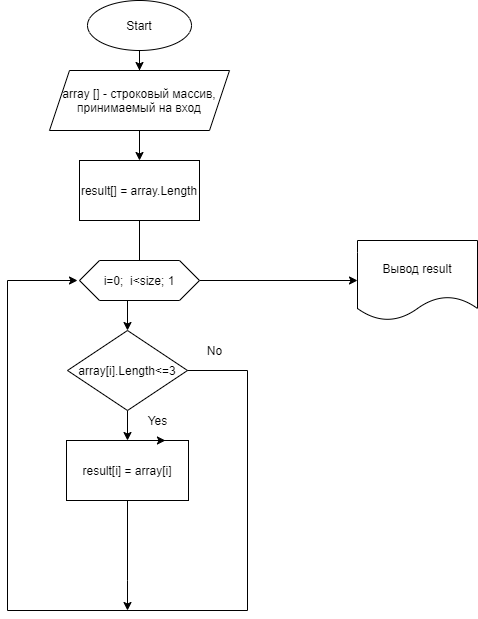 Start
array [] - строковый массив,
принимаемый на вход
result[] = array.Length
i=0; i<size; 1
Вывод result
array[i].Length<=3
No
Yes
result[i] = array[i]